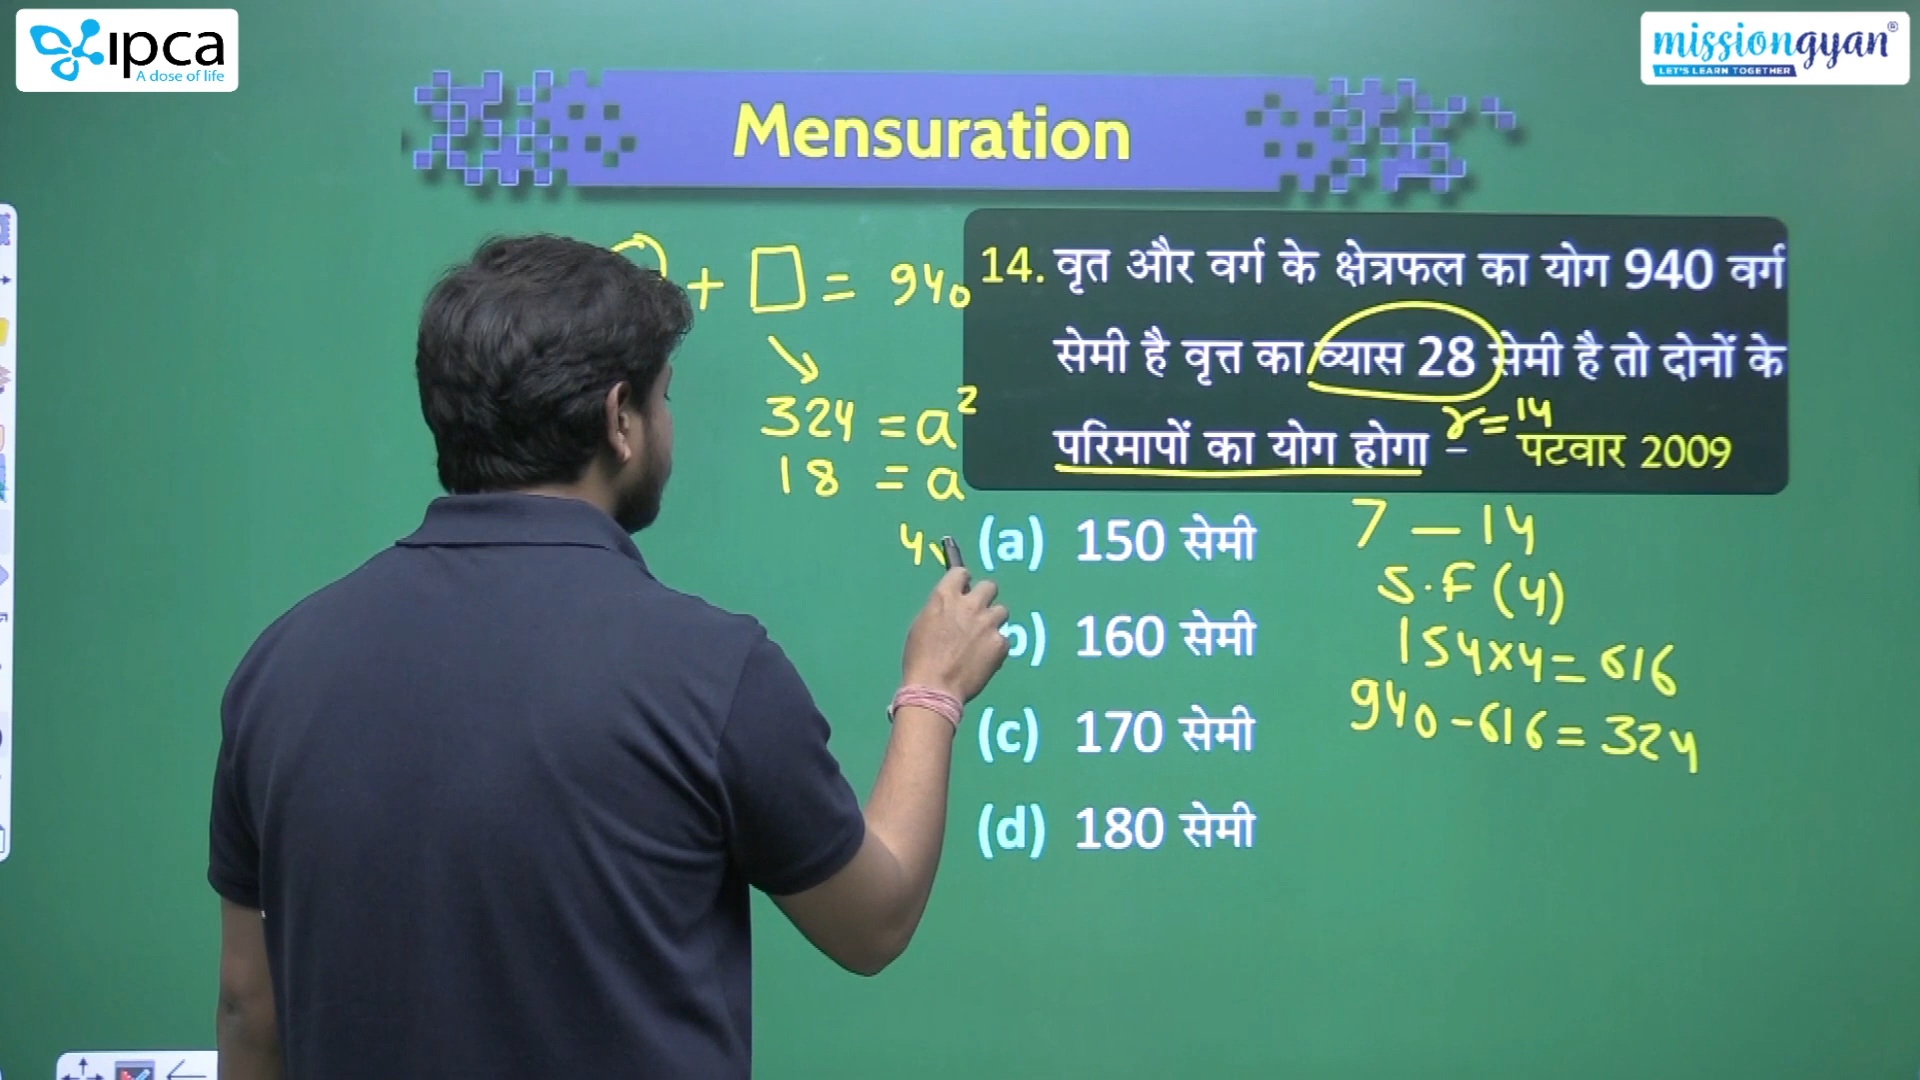 ipca
A dose of life
missiongyan®
LET'S LEARN TOGETHER
Mensuration
+ □ = 940
324 = a²
18 = a
4
14. वृत और वर्ग के क्षेत्रफल का योग 940 वर्ग
सेमी है वृत्त का व्यास 28 सेमी है तो दोनों के
परिमापों का योग होगा – पटवार 2009
r = 14
(a) 150 सेमी
(b) 160 सेमी
(c) 170 सेमी
(d) 180 सेमी
7 — 14
S.F (4)
154×4 = 616
940 - 616 = 324